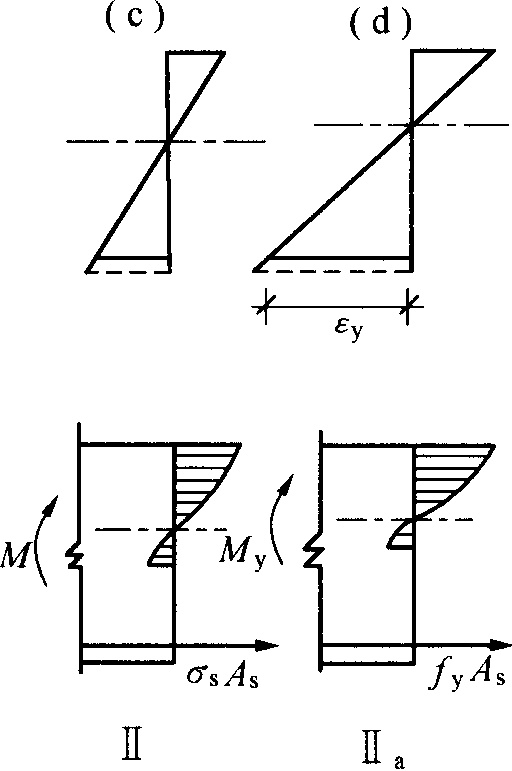 (c) (d)
εy
M My
σsAs fyAs
Ⅱ Ⅱa